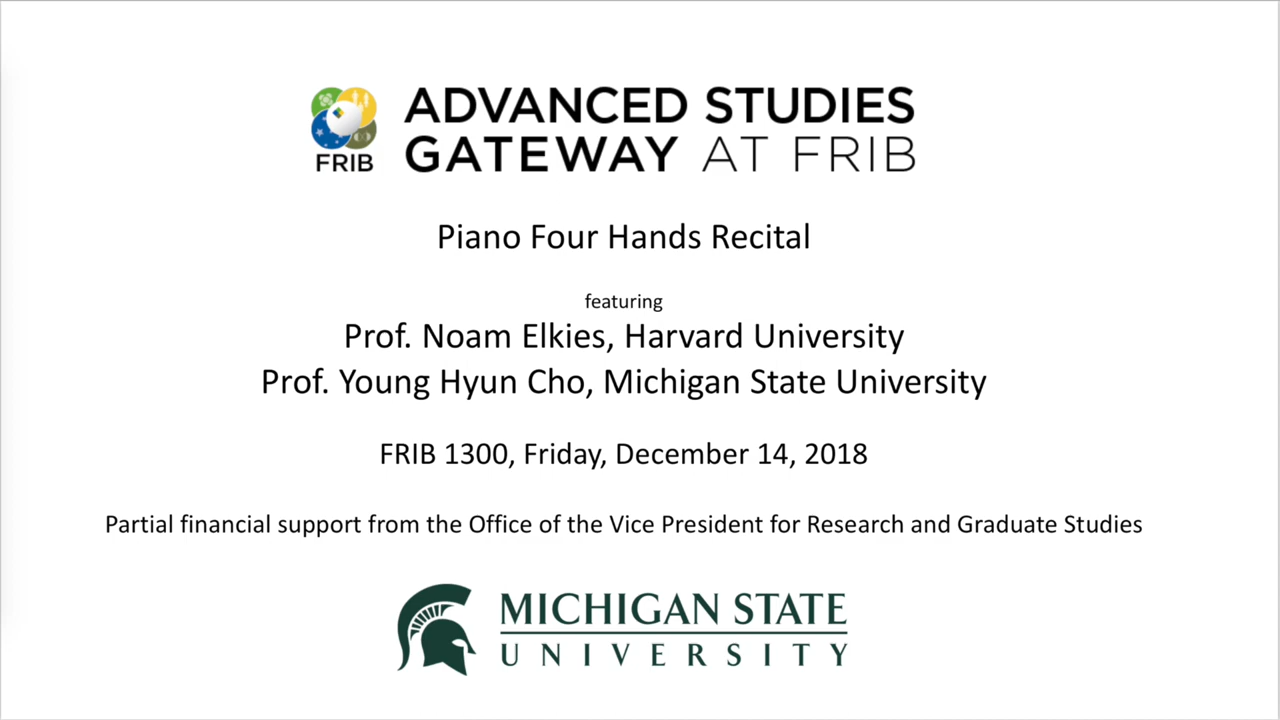 ADVANCED STUDIES
GATEWAY AT FRIB
FRIB
Piano Four Hands Recital
featuring
Prof. Noam Elkies, Harvard University
Prof. Young Hyun Cho, Michigan State University
FRIB 1300, Friday, December 14, 2018
Partial financial support from the Office of the Vice President for Research and Graduate Studies
MICHIGAN STATE
UNIVERSITY